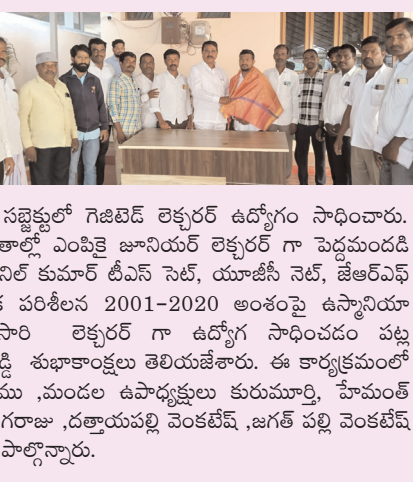 సబ్జెక్టులో గెజిటెడ్ లెక్చరర్ ఉద్యోగం సాధించారు.
తాల్లో ఎంపికై జూనియర్ లెక్చరర్ గా పెద్దమందడి
నిల్ కుమార్ టీఎస్ సెట్, యూజీసీ నెట్, జేఆర్ఎఫ్
క పరిశీలన 2001-2020 అంశంపై ఉస్మానియా
సారి లెక్చరర్ గా ఉద్యోగ సాధించడం పట్ల
డ్డి శుభాకాంక్షలు తెలియజేశారు. ఈ కార్యక్రమంలో
ము ,మండల ఉపాధ్యక్షులు కురుమూర్తి, హేమంత్
గరాజు ,దత్తాయపల్లి వెంకటేష్ ,జగత్ పల్లి వెంకటేష్
పాల్గొన్నారు.